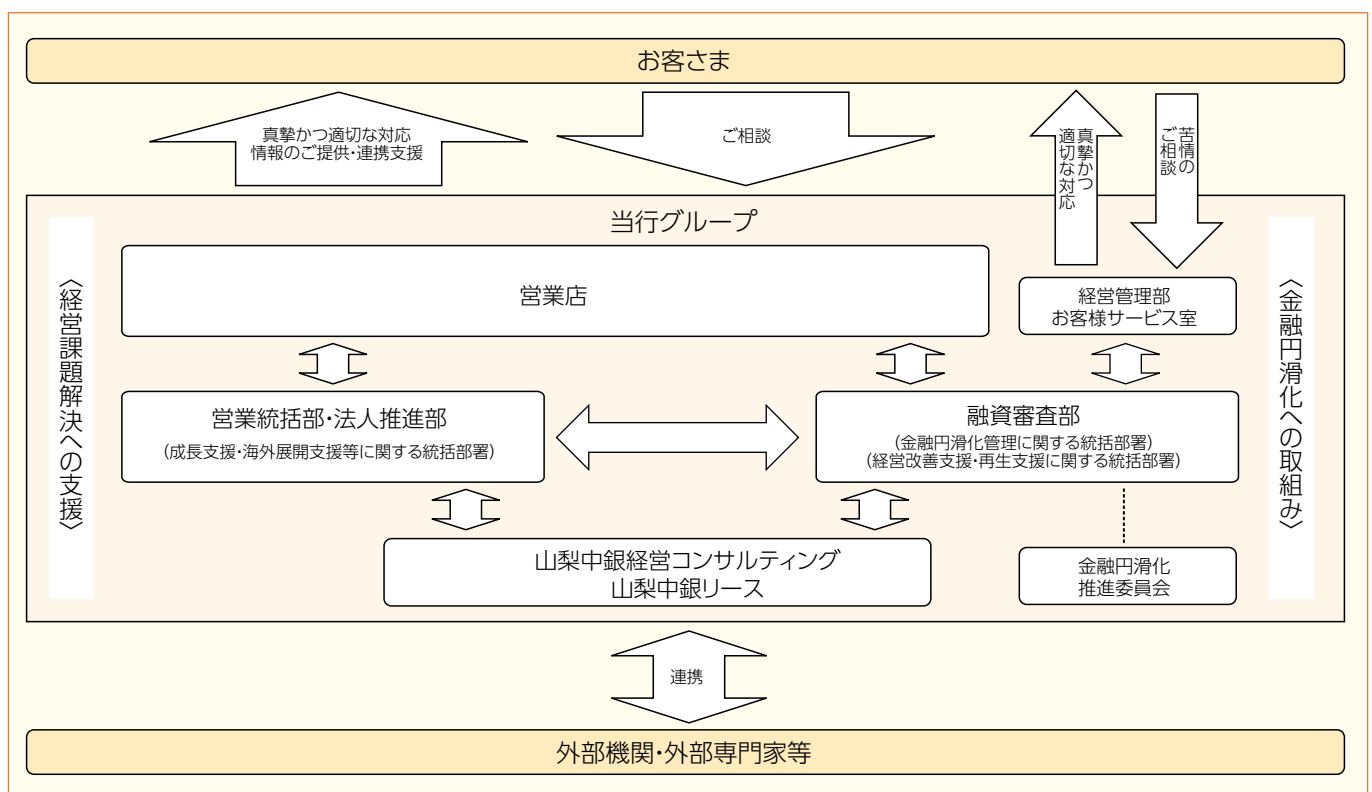 お客さま
真摯かつ適切な対応
情報のご提供・連携支援
ご相談
真摯かつ
適切な対応
苦情の
ご相談
当行グループ
〈経営課題解決への支援〉
〈金融円滑化への取組み〉
営業店
経営管理部
お客様サービス室
営業統括部・法人推進部
(成長支援・海外展開支援等に関する統括部署)
融資審査部
(金融円滑化管理に関する統括部署)
(経営改善支援・再生支援に関する統括部署)
山梨中銀経営コンサルティング
山梨中銀リース
金融円滑化
推進委員会
連携
外部機関・外部専門家等